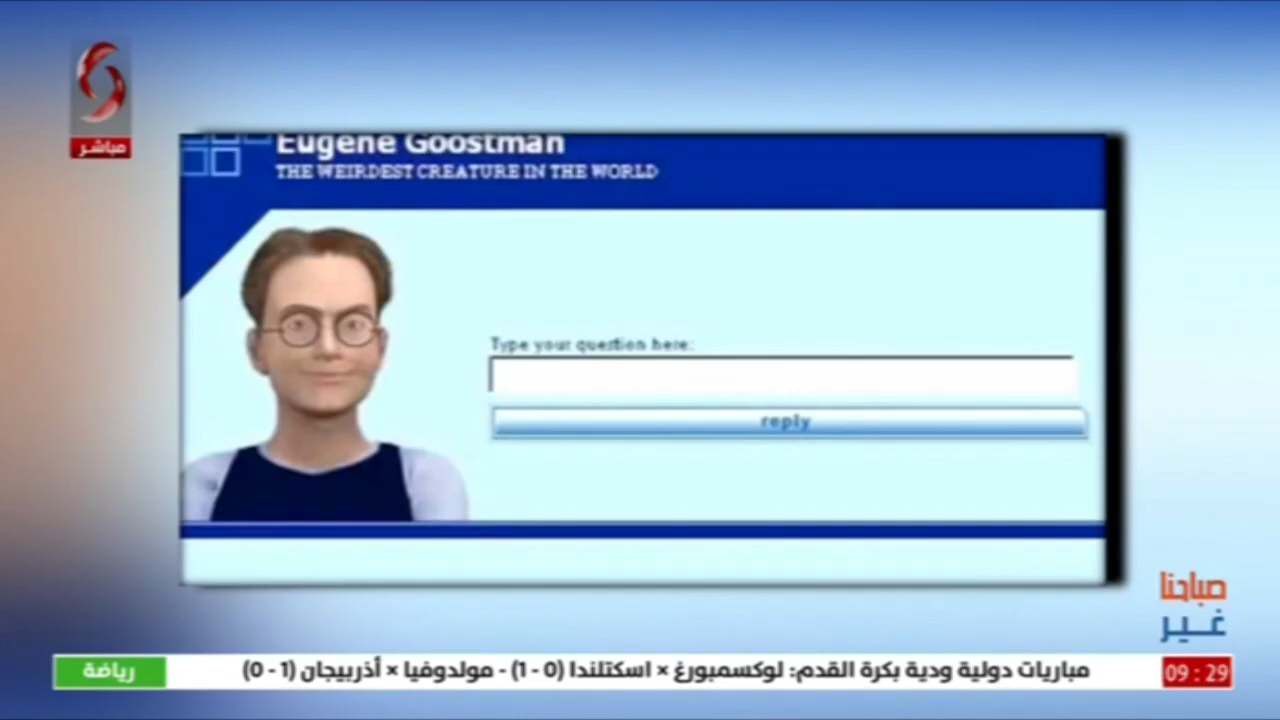 مباشر
Eugene Goostman
THE WEIRDEST CREATURE IN THE WORLD
Type your question here:
reply
صباحنا
غير
رياضة
مباريات دولية ودية بكرة القدم: لوكسمبورغ × اسكتلندا (0 - 1) - مولدوفيا × أذربيجان (1 - 0)
09 : 29